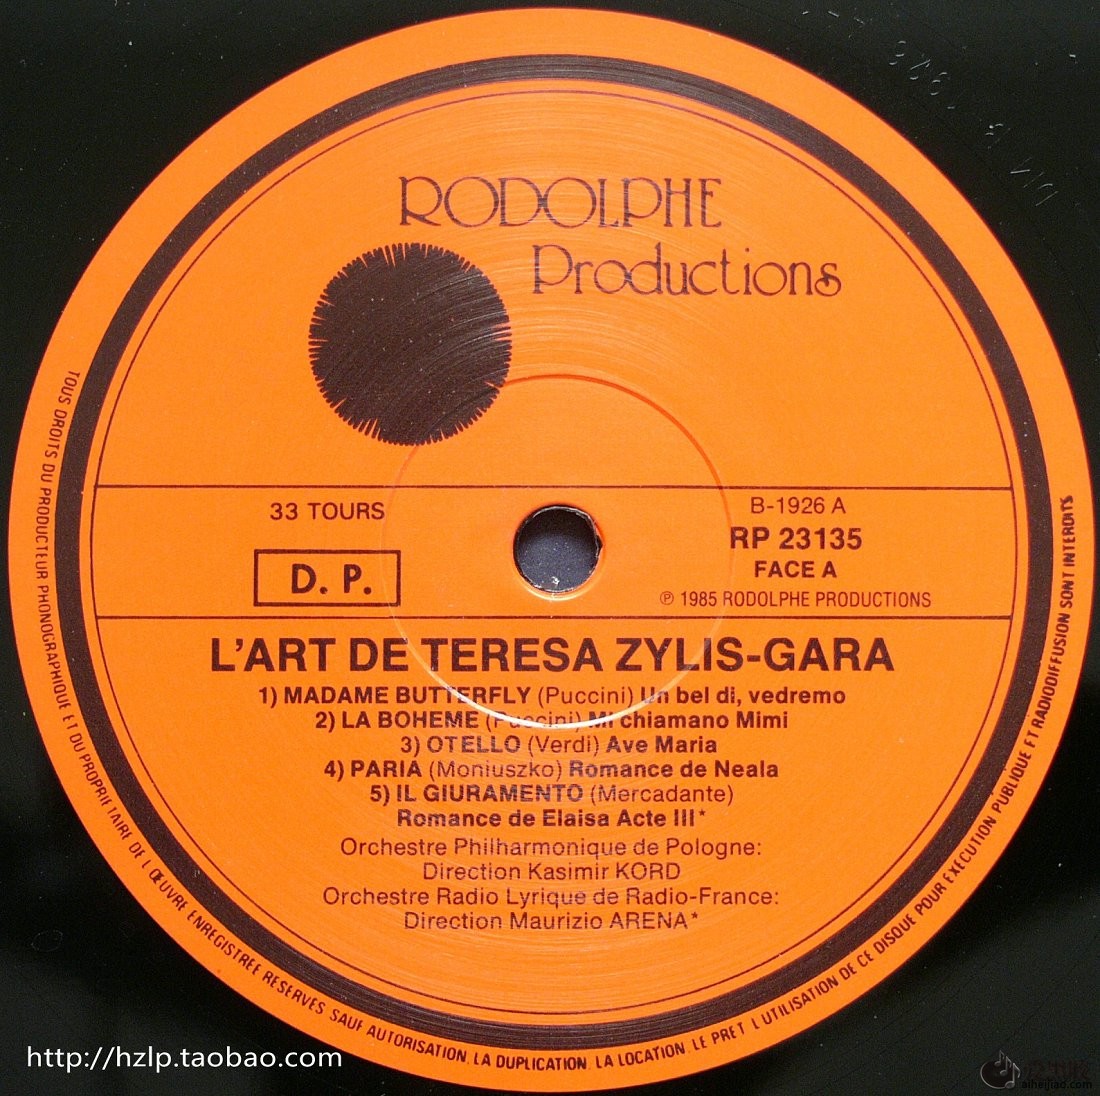 RODOLPHE
Productions
33 TOURS
D. P.
B-1926 A
RP 23135
FACE A
℗ 1985 RODOLPHE PRODUCTIONS
L'ART DE TERESA ZYLIS-GARA
1) MADAME BUTTERFLY (Puccini) Un bel di, vedremo
2) LA BOHEME (Puccini) Mi chiamano Mimi
3) OTELLO (Verdi) Ave Maria
4) PARIA (Moniuszko) Romance de Neala
5) IL GIURAMENTO (Mercadante)
Romance de Elaisa Acte III*
Orchestre Philharmonique de Pologne:
Direction Kasimir KORD
Orchestre Radio Lyrique de Radio-France:
Direction Maurizio ARENA*
TOUS DROITS DU PRODUCTEUR PHONOGRAPHIQUE ET DU PROPRIETAIRE DE L'ŒUVRE ENREGISTREE RESERVES SAUF AUTORISATION, LA DUPLICATION, LA LOCATION, LE PRET L'UTILISATION DE CE DISQUE POUR EXECUTION PUBLIQUE ET RADIODIFFUSION SONT INTERDITS
http://hzlp.taobao.com
aiheijiao.com